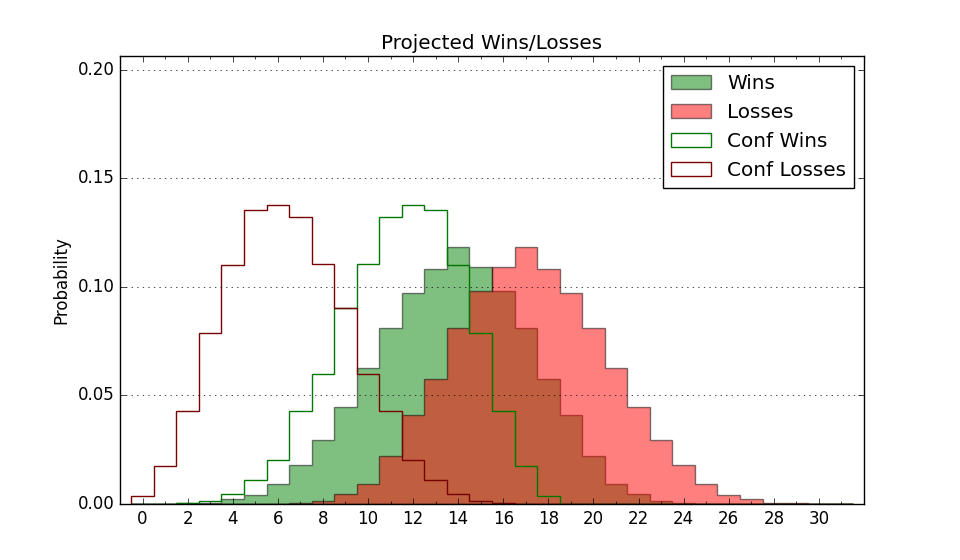 Projected Wins/Losses
Wins
Losses
Conf Wins
Conf Losses
Probability
0.20
0.15
0.10
0.05
0.00
0 2 4 6 8 10 12 14 16 18 20 22 24 26 28 30